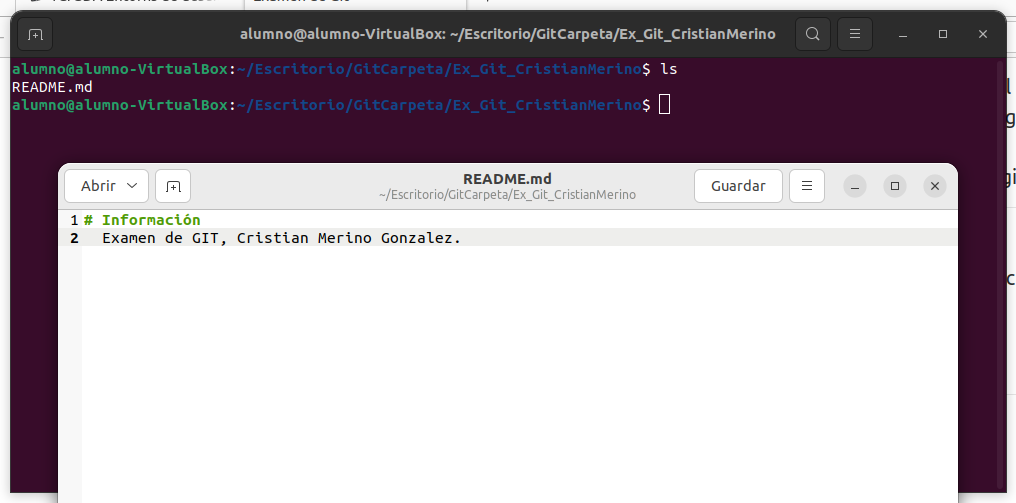 alumno@alumno-VirtualBox: ~/Escritorio/GitCarpeta/Ex_Git_CristianMerino
alumno@alumno-VirtualBox:~/Escritorio/GitCarpeta/Ex_Git_CristianMerino$ ls
README.md
alumno@alumno-VirtualBox:~/Escritorio/GitCarpeta/Ex_Git_CristianMerino$
Abrir
README.md
~/Escritorio/GitCarpeta/Ex_Git_CristianMerino
Guardar
1 # Información
2 Examen de GIT, Cristian Merino Gonzalez.